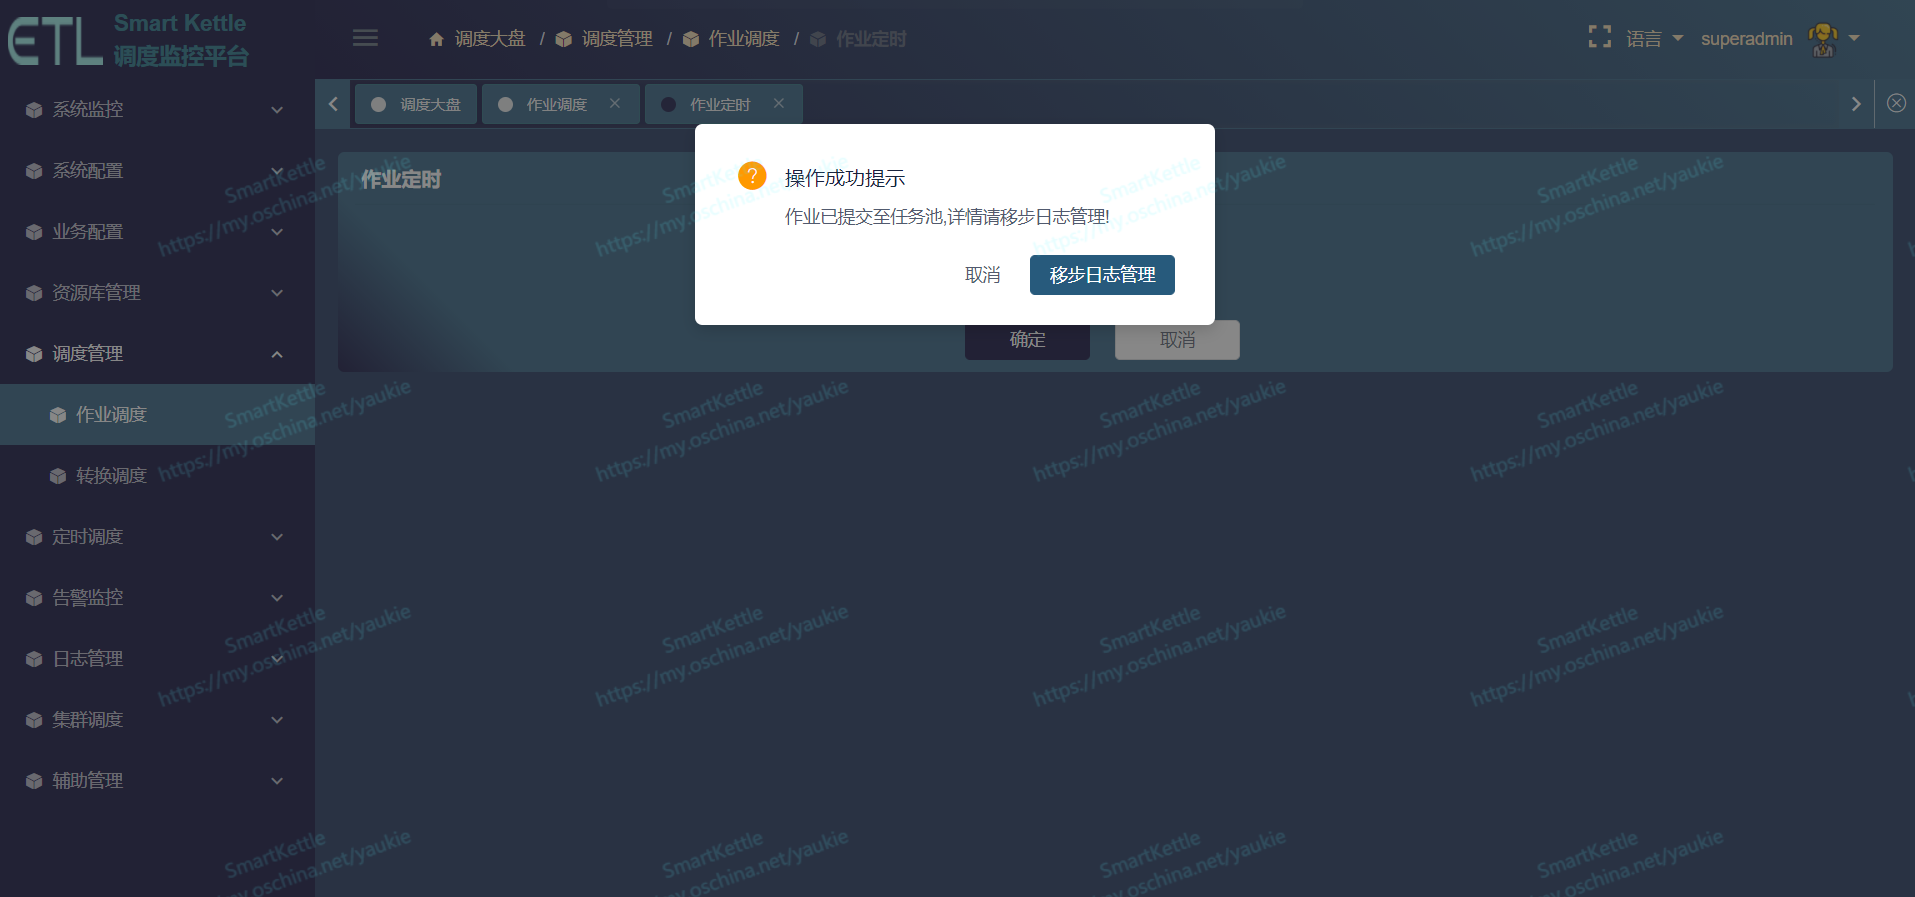 ETL
Smart Kettle
调度监控平台
调度大盘 / 调度管理 / 作业调度 / 作业定时
语言
superadmin
调度大盘
作业调度
作业定时
系统监控
系统配置
业务配置
资源库管理
调度管理
作业调度
转换调度
定时调度
告警监控
日志管理
集群调度
辅助管理
作业定时
操作成功提示
作业已提交至任务池,详情请移步日志管理!
取消
移步日志管理
确定
取消
SmartKettle
https://my.oschina.net/yaukie